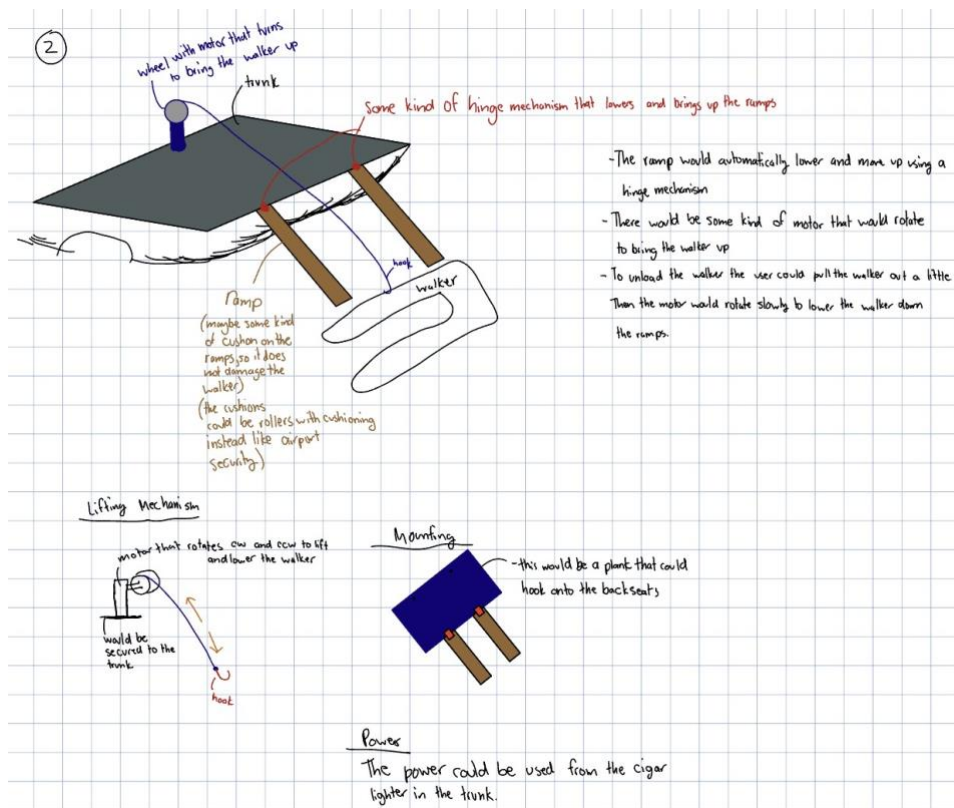 2
wheel with motor that turns
to bring the walker up
trunk
Some kind of hinge mechanism that lowers and brings up the ramps
-The ramp would automatically lower and move up using a
hinge mechanism
-There would be some kind of motor that would rotate
to bring the walker up
-To unload the walker the user could pull the walker out a little
Then the motor would rotate slowly to lower the walker down
the ramps.
hook
walker
ramp
(maybe some kind
of cushon on the
ramps, so it does
not damage the
walker)
(the cushions
could be rollers with cushioning
instead like airport
security)
Lifting Mechanism
motor that rotates cw and ccw to lift
and lower the walker
would be
secured to the
trunk
hook
Mounting
-this would be a plank that could
hook onto the backseats
Power
The power could be used from the cigar
lighter in the trunk.